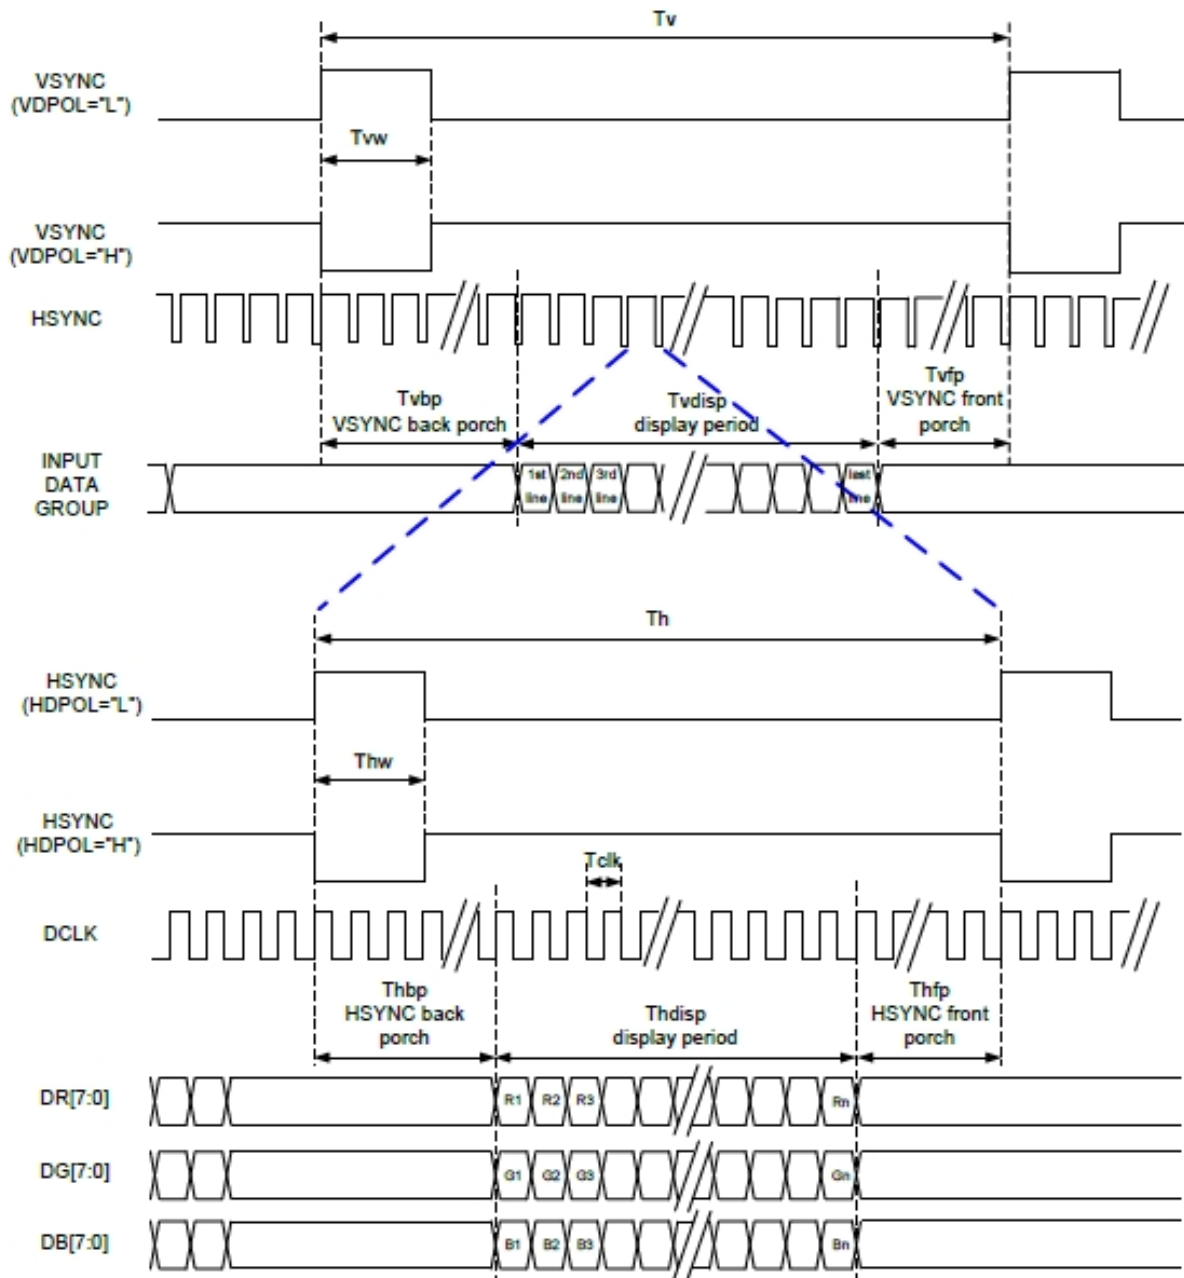 Tv
VSYNC
(VDPOL="L")
Tvw
VSYNC
(VDPOL="H")
HSYNC
Tvbp
VSYNC back porch
Tvdisp
display period
Tvfp
VSYNC front
porch
INPUT
DATA
GROUP
1st
line
2nd
line
3rd
line
last
line
Th
HSYNC
(HDPOL="L")
Thw
HSYNC
(HDPOL="H")
Tclk
DCLK
Thbp
HSYNC back
porch
Thdisp
display period
Thfp
HSYNC front
porch
DR[7:0]
R1 R2 R3 Rn
DG[7:0]
G1 G2 G3 Gn
DB[7:0]
B1 B2 B3 Bn